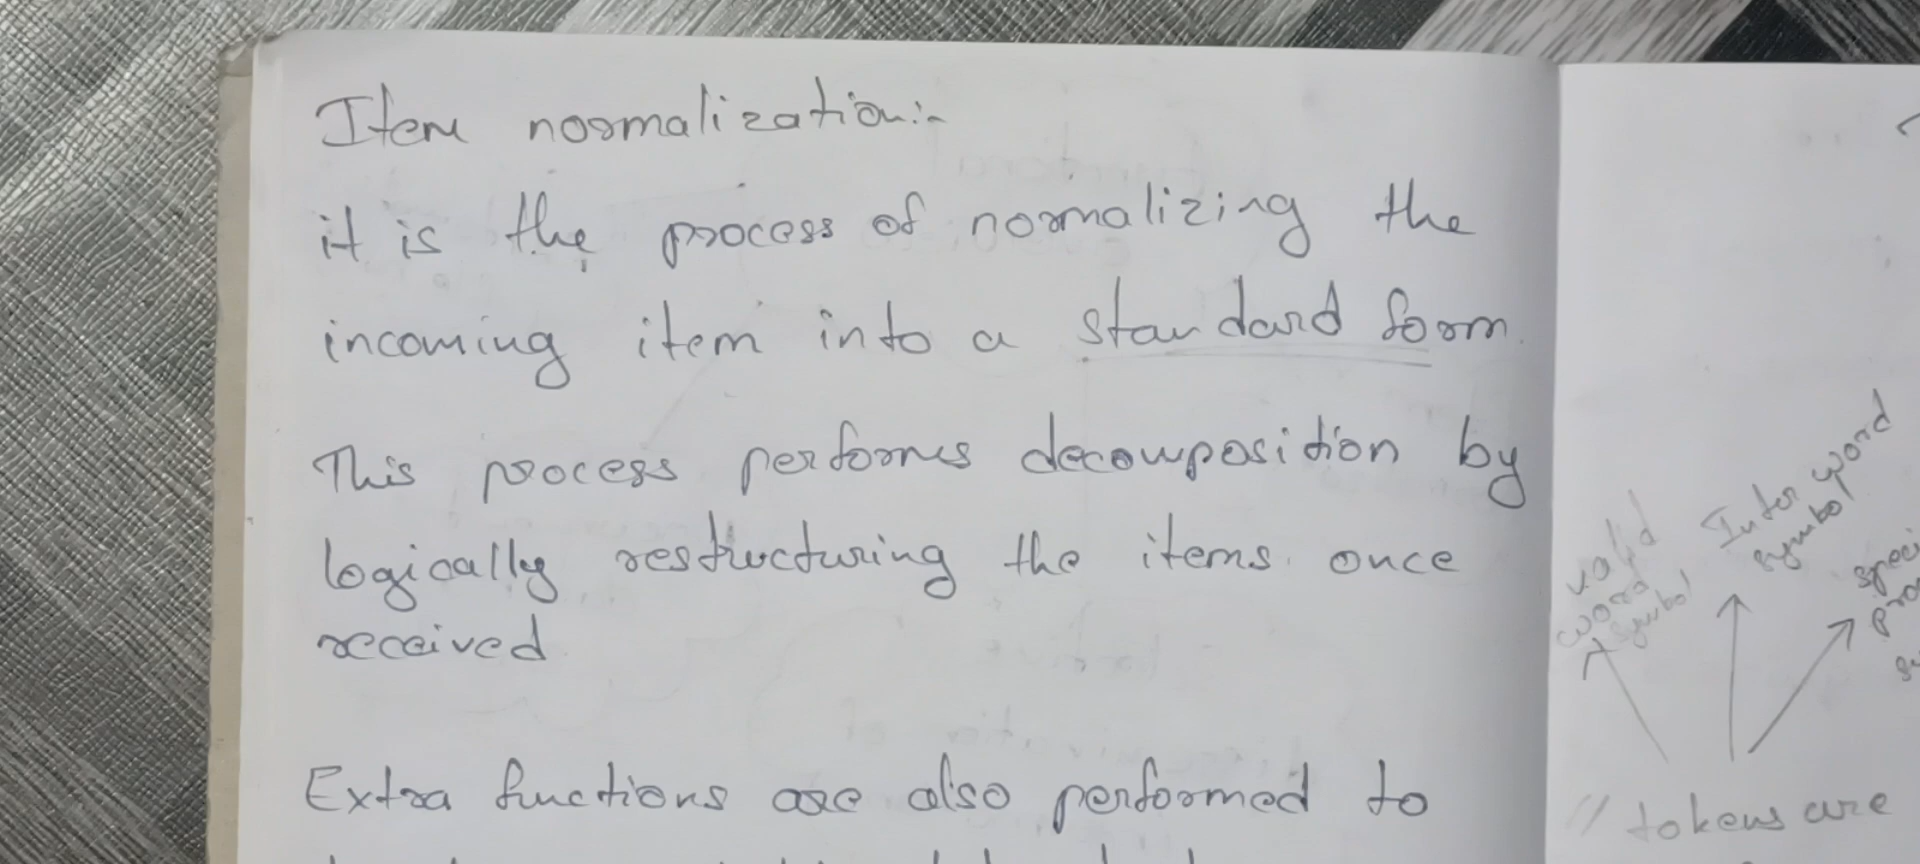 Item normalization:-
it is the process of normalizing the
incoming item into a standard form.
This process performs decomposition by
logically restructuring the items once
received
Extra functions are also performed to
valid
word
symbol
Inter word
symbol
// tokens are